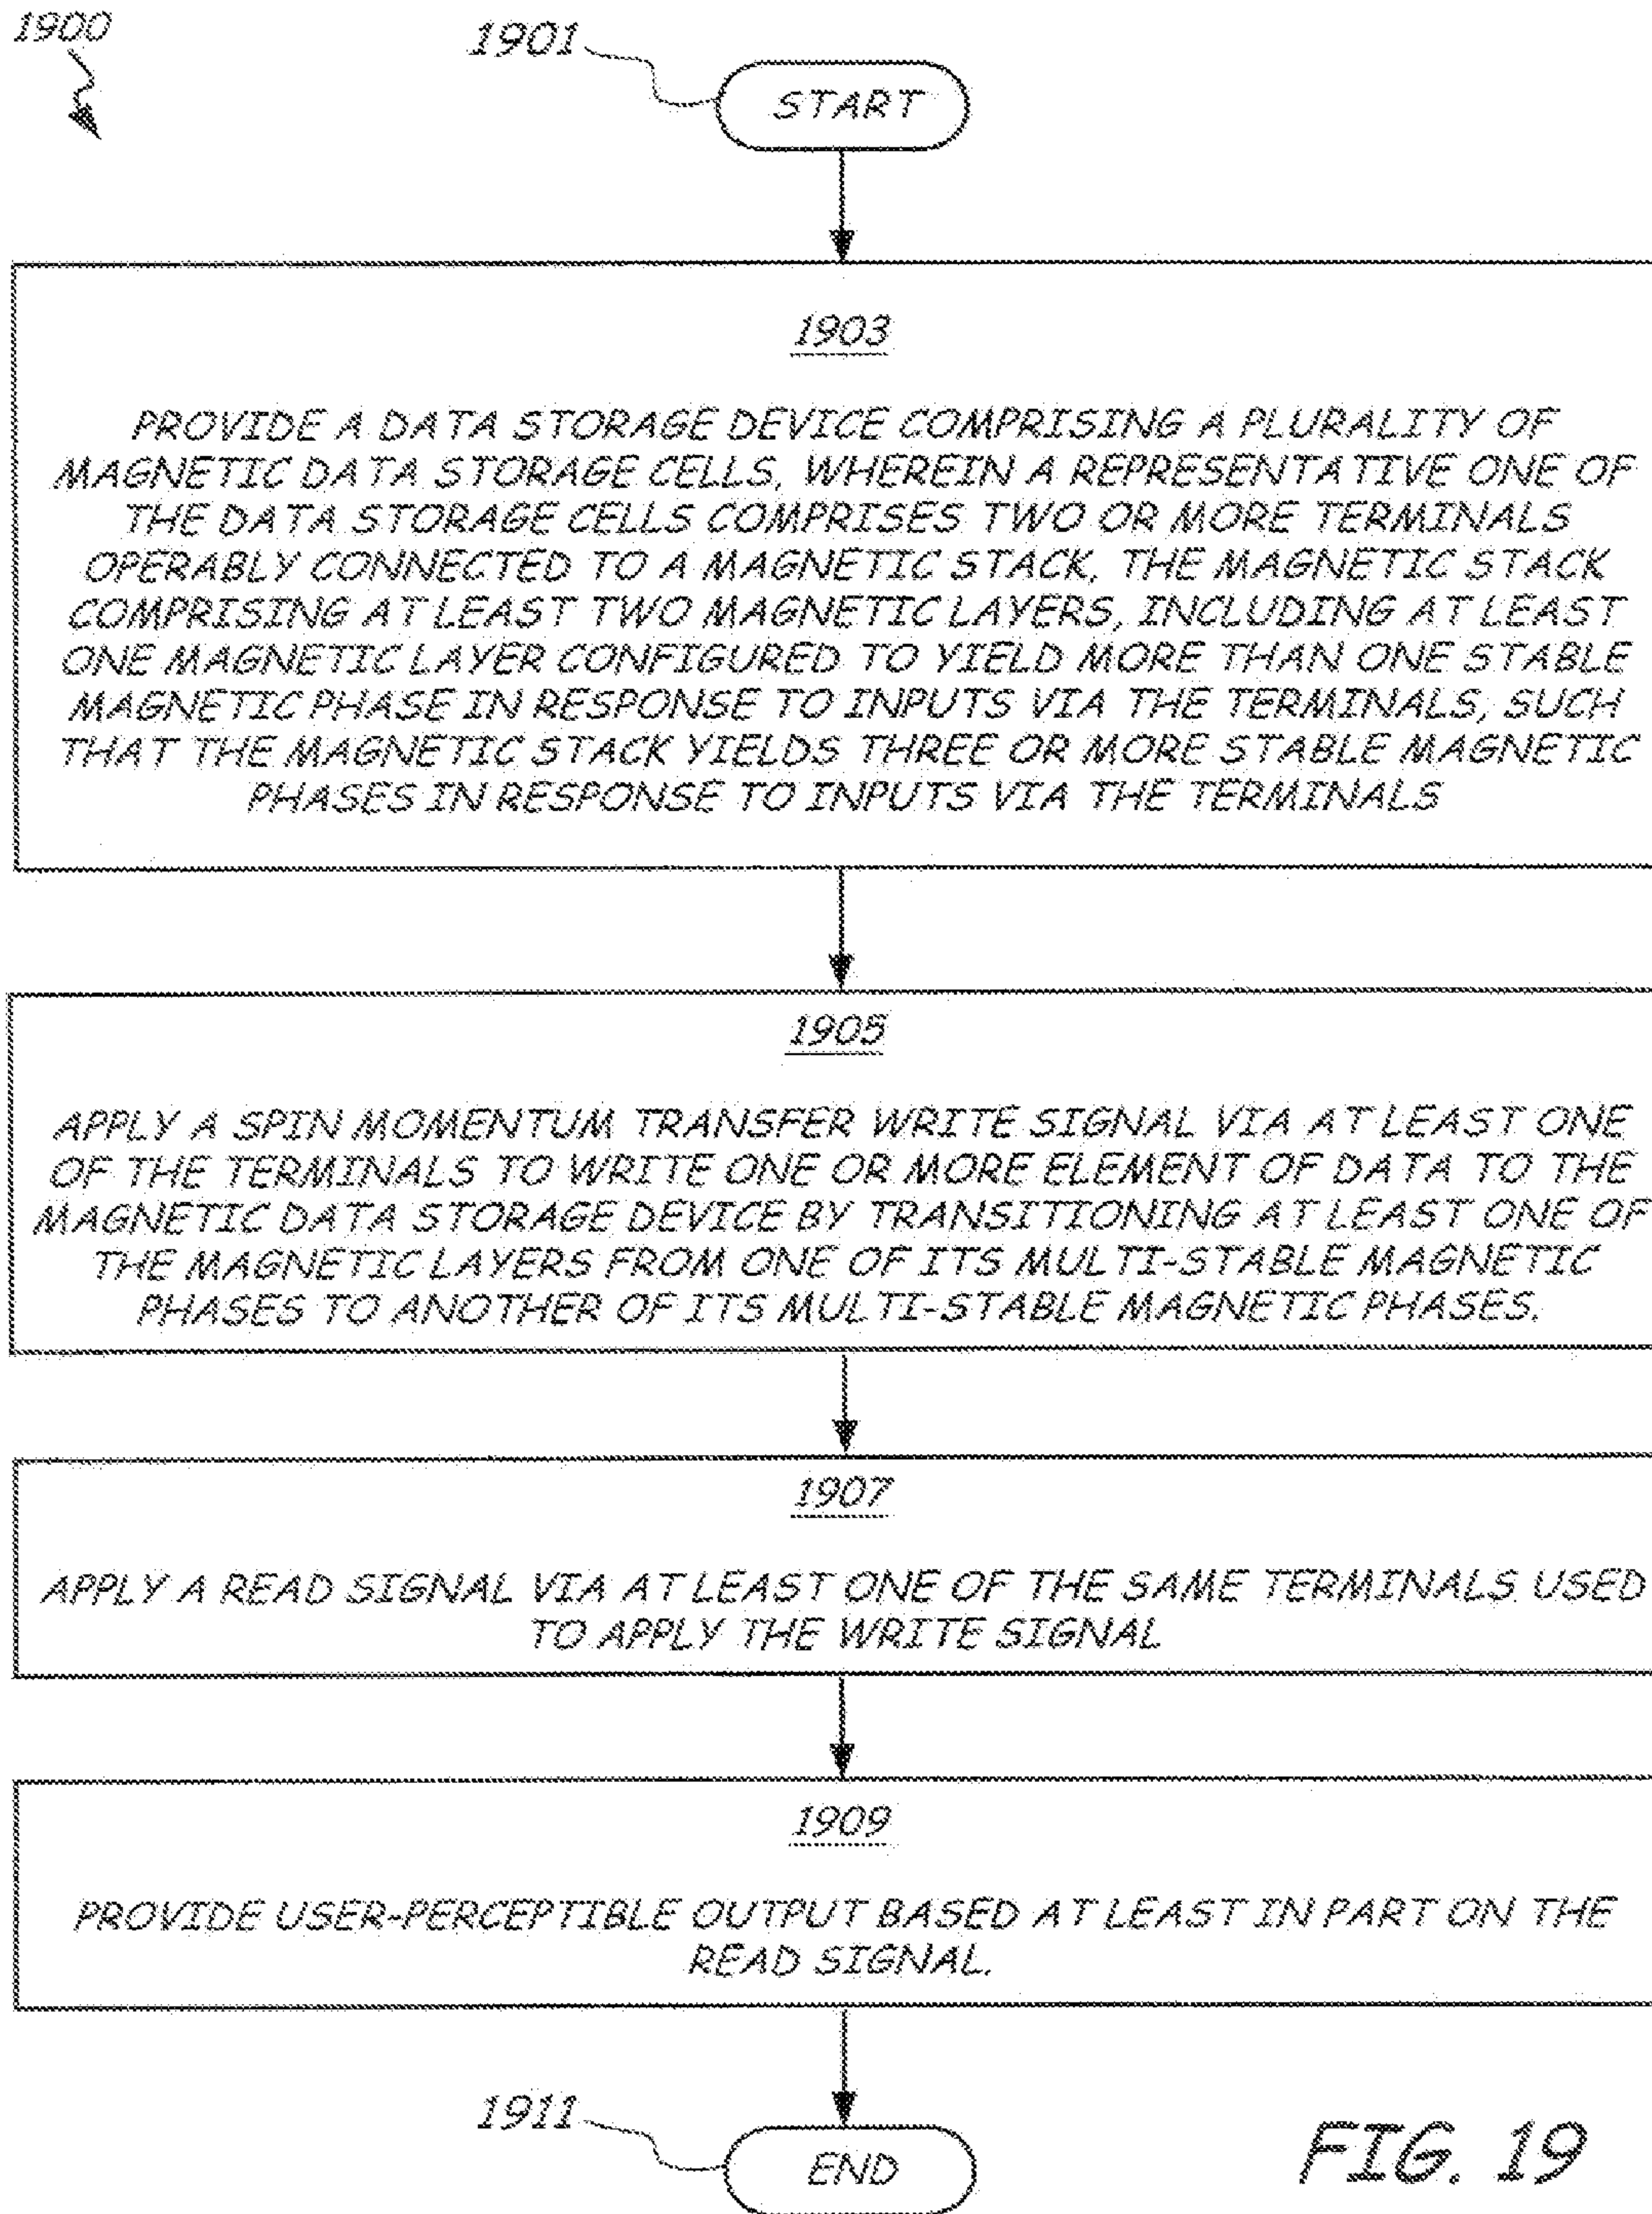 1900
1901
START
1903
PROVIDE A DATA STORAGE DEVICE COMPRISING A PLURALITY OF
MAGNETIC DATA STORAGE CELLS, WHEREIN A REPRESENTATIVE ONE OF
THE DATA STORAGE CELLS COMPRISES TWO OR MORE TERMINALS
OPERABLY CONNECTED TO A MAGNETIC STACK, THE MAGNETIC STACK
COMPRISING AT LEAST TWO MAGNETIC LAYERS, INCLUDING AT LEAST
ONE MAGNETIC LAYER CONFIGURED TO YIELD MORE THAN ONE STABLE
MAGNETIC PHASE IN RESPONSE TO INPUTS VIA THE TERMINALS, SUCH
THAT THE MAGNETIC STACK YIELDS THREE OR MORE STABLE MAGNETIC
PHASES IN RESPONSE TO INPUTS VIA THE TERMINALS
1905
APPLY A SPIN MOMENTUM TRANSFER WRITE SIGNAL VIA AT LEAST ONE
OF THE TERMINALS TO WRITE ONE OR MORE ELEMENT OF DATA TO THE
MAGNETIC DATA STORAGE DEVICE BY TRANSITIONING AT LEAST ONE OF
THE MAGNETIC LAYERS FROM ONE OF ITS MULTI-STABLE MAGNETIC
PHASES TO ANOTHER OF ITS MULTI-STABLE MAGNETIC PHASES.
1907
APPLY A READ SIGNAL VIA AT LEAST ONE OF THE SAME TERMINALS USED
TO APPLY THE WRITE SIGNAL
1909
PROVIDE USER-PERCEPTIBLE OUTPUT BASED AT LEAST IN PART ON THE
READ SIGNAL.
1911
END
FIG. 19